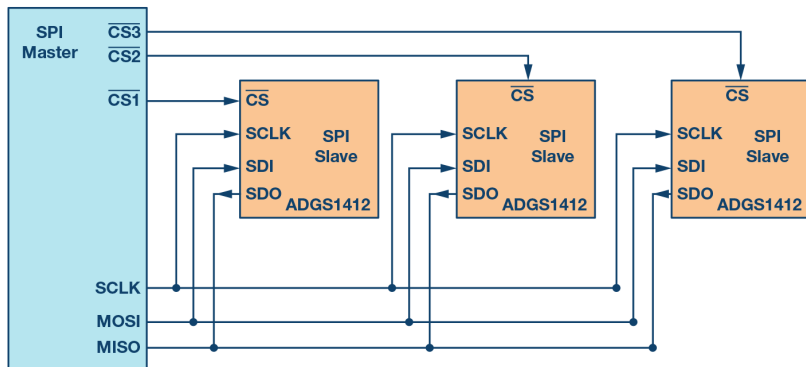 SPI
Master
CS3
CS2
CS1
CS
SCLK
SDI
SDO
SPI
Slave
ADGS1412
CS
SCLK
SDI
SDO
SPI
Slave
ADGS1412
CS
SCLK
SDI
SDO
SPI
Slave
ADGS1412
SCLK
MOSI
MISO